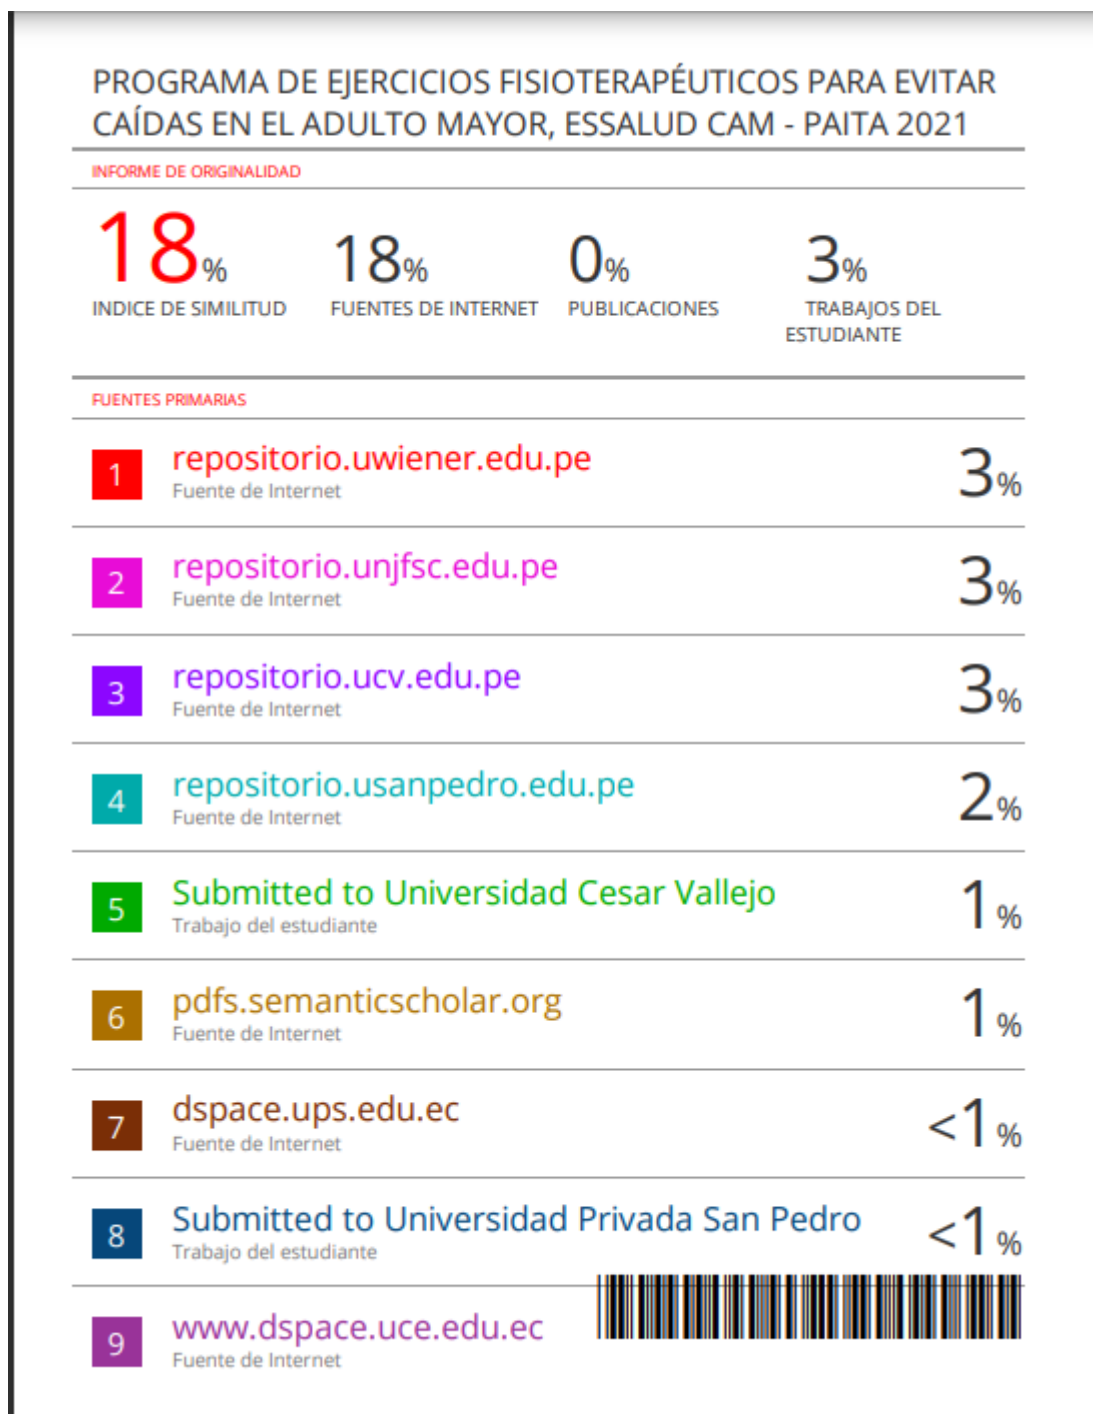 PROGRAMA DE EJERCICIOS FISIOTERAPÉUTICOS PARA EVITAR
CAÍDAS EN EL ADULTO MAYOR, ESSALUD CAM - PAITA 2021
INFORME DE ORIGINALIDAD
18%
INDICE DE SIMILITUD
18%
FUENTES DE INTERNET
0%
PUBLICACIONES
3%
TRABAJOS DEL
ESTUDIANTE
FUENTES PRIMARIAS
1 repositorio.uwiener.edu.pe 3%
Fuente de Internet
2 repositorio.unjfsc.edu.pe 3%
Fuente de Internet
3 repositorio.ucv.edu.pe 3%
Fuente de Internet
4 repositorio.usanpedro.edu.pe 2%
Fuente de Internet
5 Submitted to Universidad Cesar Vallejo 1%
Trabajo del estudiante
6 pdfs.semanticscholar.org 1%
Fuente de Internet
7 dspace.ups.edu.ec <1%
Fuente de Internet
8 Submitted to Universidad Privada San Pedro <1%
Trabajo del estudiante
9 www.dspace.uce.edu.ec
Fuente de Internet